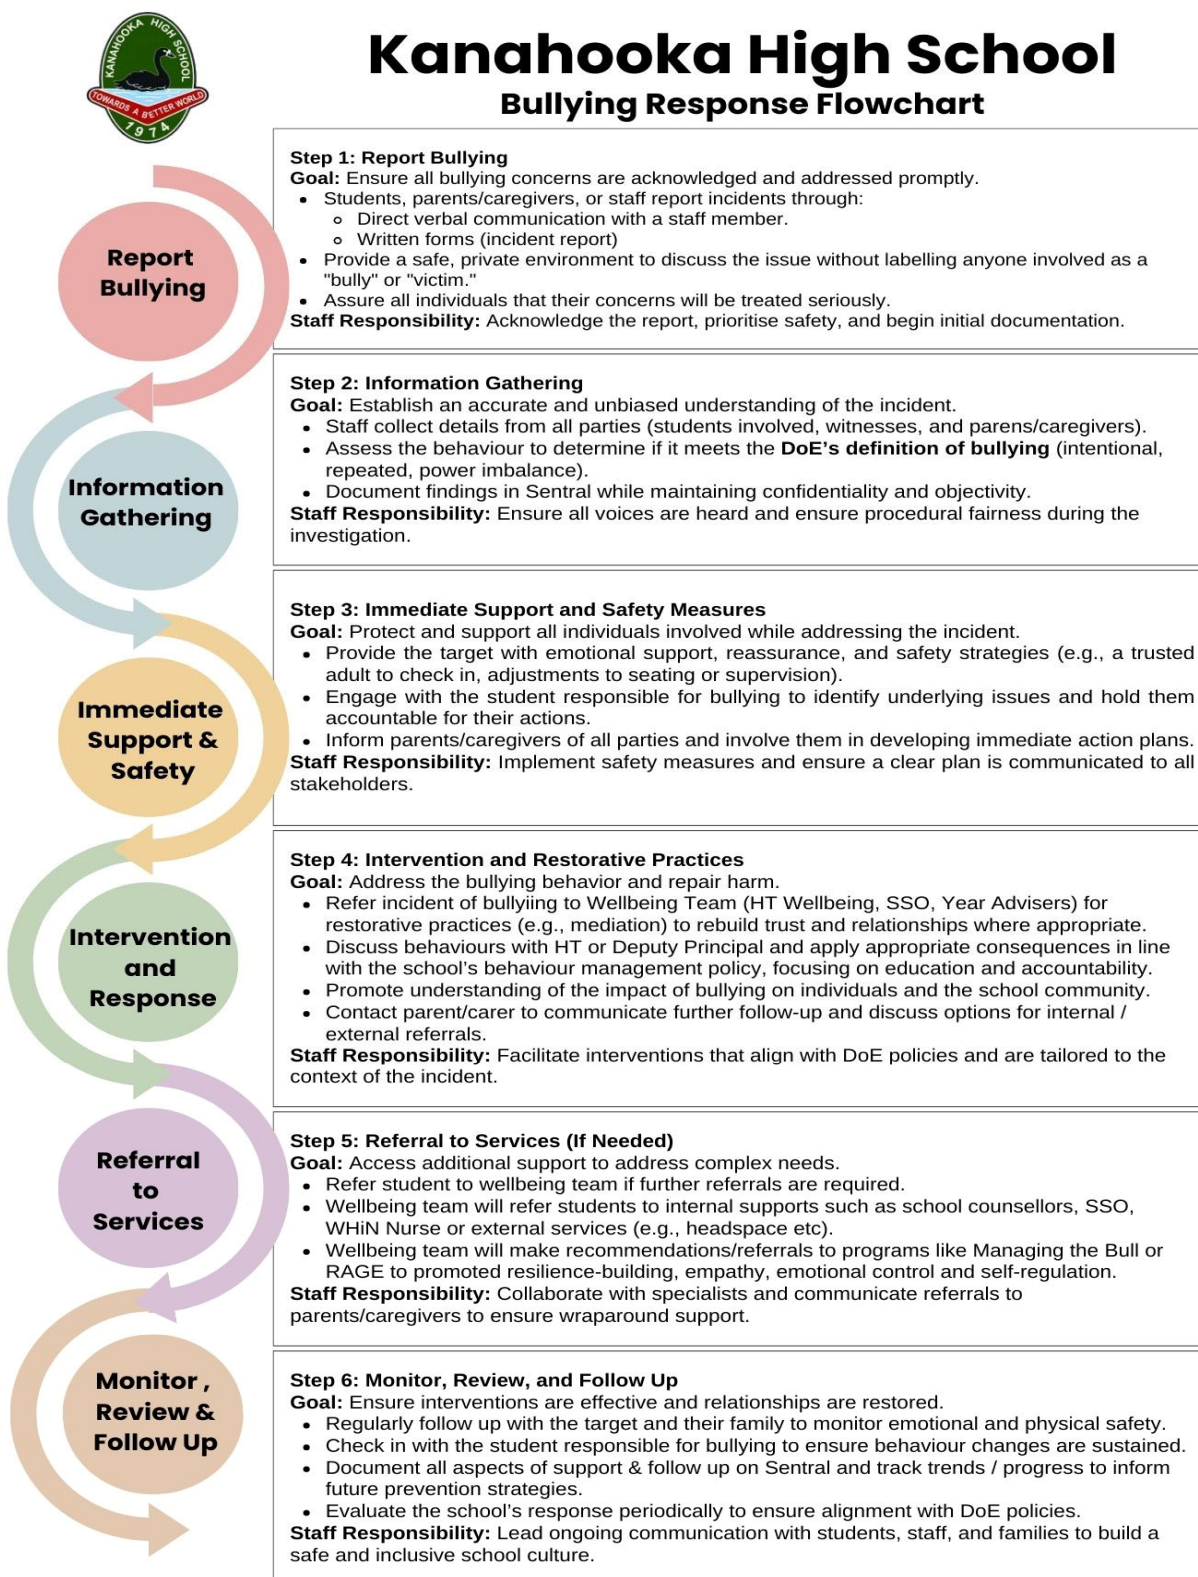 KANAHOOKA HIGH SCHOOL
TOWARDS A BETTER WORLD
1974
Kanahooka High School
Bullying Response Flowchart
Report
Bullying
Step 1: Report Bullying
Goal: Ensure all bullying concerns are acknowledged and addressed promptly.
• Students, parents/caregivers, or staff report incidents through:
o Direct verbal communication with a staff member.
o Written forms (incident report)
• Provide a safe, private environment to discuss the issue without labelling anyone involved as a
"bully" or "victim."
• Assure all individuals that their concerns will be treated seriously.
Staff Responsibility: Acknowledge the report, prioritise safety, and begin initial documentation.
Information
Gathering
Step 2: Information Gathering
Goal: Establish an accurate and unbiased understanding of the incident.
• Staff collect details from all parties (students involved, witnesses, and parens/caregivers).
• Assess the behaviour to determine if it meets the DoE’s definition of bullying (intentional,
repeated, power imbalance).
• Document findings in Sentral while maintaining confidentiality and objectivity.
Staff Responsibility: Ensure all voices are heard and ensure procedural fairness during the
investigation.
Immediate
Support &
Safety
Step 3: Immediate Support and Safety Measures
Goal: Protect and support all individuals involved while addressing the incident.
• Provide the target with emotional support, reassurance, and safety strategies (e.g., a trusted
adult to check in, adjustments to seating or supervision).
• Engage with the student responsible for bullying to identify underlying issues and hold them
accountable for their actions.
• Inform parents/caregivers of all parties and involve them in developing immediate action plans.
Staff Responsibility: Implement safety measures and ensure a clear plan is communicated to all
stakeholders.
Intervention
and
Response
Step 4: Intervention and Restorative Practices
Goal: Address the bullying behavior and repair harm.
• Refer incident of bullyiing to Wellbeing Team (HT Wellbeing, SSO, Year Advisers) for
restorative practices (e.g., mediation) to rebuild trust and relationships where appropriate.
• Discuss behaviours with HT or Deputy Principal and apply appropriate consequences in line
with the school’s behaviour management policy, focusing on education and accountability.
• Promote understanding of the impact of bullying on individuals and the school community.
• Contact parent/carer to communicate further follow-up and discuss options for internal /
external referrals.
Staff Responsibility: Facilitate interventions that align with DoE policies and are tailored to the
context of the incident.
Referral
to
Services
Step 5: Referral to Services (If Needed)
Goal: Access additional support to address complex needs.
• Refer student to wellbeing team if further referrals are required.
• Wellbeing team will refer students to internal supports such as school counsellors, SSO,
WHiN Nurse or external services (e.g., headspace etc).
• Wellbeing team will make recommendations/referrals to programs like Managing the Bull or
RAGE to promoted resilience-building, empathy, emotional control and self-regulation.
Staff Responsibility: Collaborate with specialists and communicate referrals to
parents/caregivers to ensure wraparound support.
Monitor ,
Review &
Follow Up
Step 6: Monitor, Review, and Follow Up
Goal: Ensure interventions are effective and relationships are restored.
• Regularly follow up with the target and their family to monitor emotional and physical safety.
• Check in with the student responsible for bullying to ensure behaviour changes are sustained.
• Document all aspects of support & follow up on Sentral and track trends / progress to inform
future prevention strategies.
• Evaluate the school’s response periodically to ensure alignment with DoE policies.
Staff Responsibility: Lead ongoing communication with students, staff, and families to build a
safe and inclusive school culture.